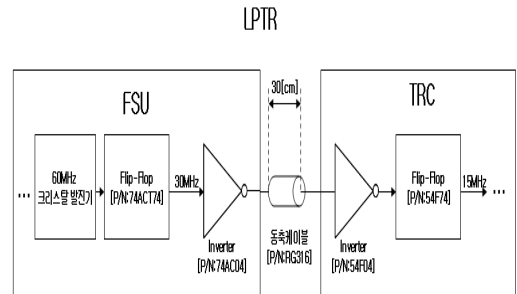 LPTR
FSU
30[cm]
TRC
60MHz
크리스탈 발진기
Flip-Flop
[P/N:74ACT74]
30MHz
Inverter
[P/N:74AC04]
동축케이블
[P/N:RG316]
Inverter
[P/N:54F04]
Flip-Flop
[P/N:54F74]
15MHz
...
...